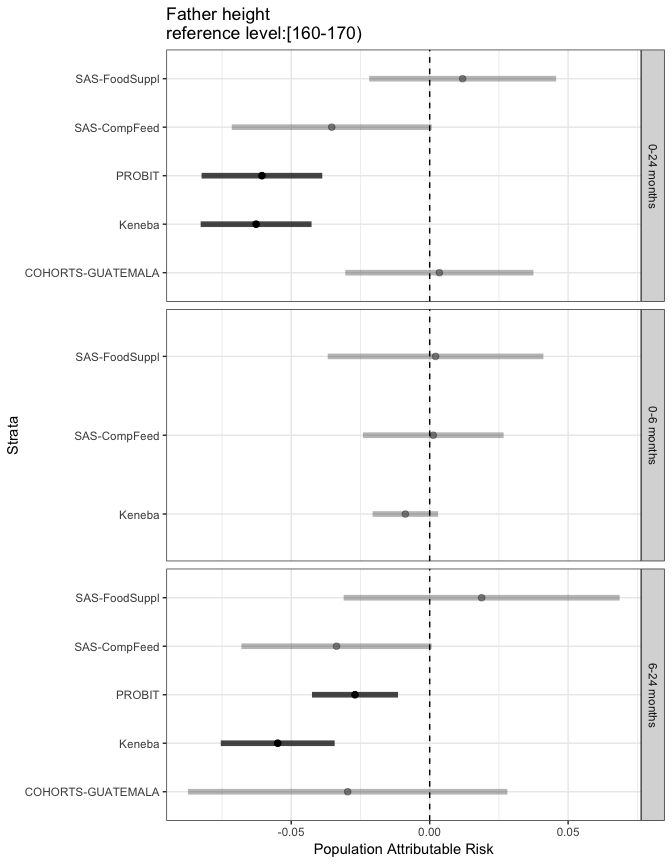 Father height
reference level:[160-170)
SAS-FoodSuppl
SAS-CompFeed
PROBIT
Keneba
COHORTS-GUATEMALA
0-24 months
SAS-FoodSuppl
SAS-CompFeed
Keneba
0-6 months
Strata
SAS-FoodSuppl
SAS-CompFeed
PROBIT
Keneba
COHORTS-GUATEMALA
6-24 months
-0.05
0.00
0.05
Population Attributable Risk